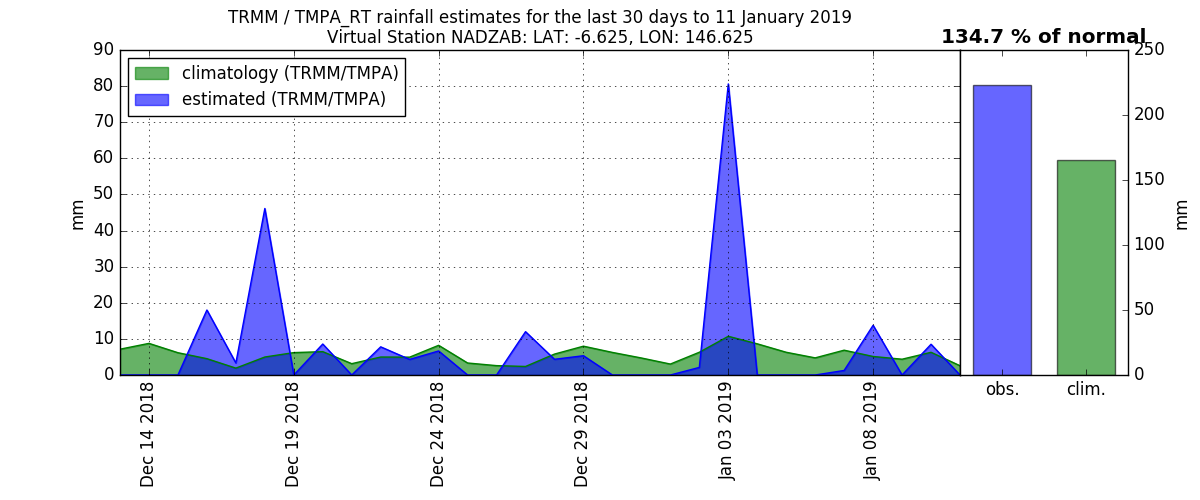 TRMM / TMPA_RT rainfall estimates for the last 30 days to 11 January 2019
Virtual Station NADZAB: LAT: -6.625, LON: 146.625
134.7 % of normal
climatology (TRMM/TMPA)
estimated (TRMM/TMPA)
90
80
70
60
50
40
30
20
10
0
mm
Dec 14 2018
Dec 19 2018
Dec 24 2018
Dec 29 2018
Jan 03 2019
Jan 08 2019
250
200
150
100
50
0
mm
obs.
clim.